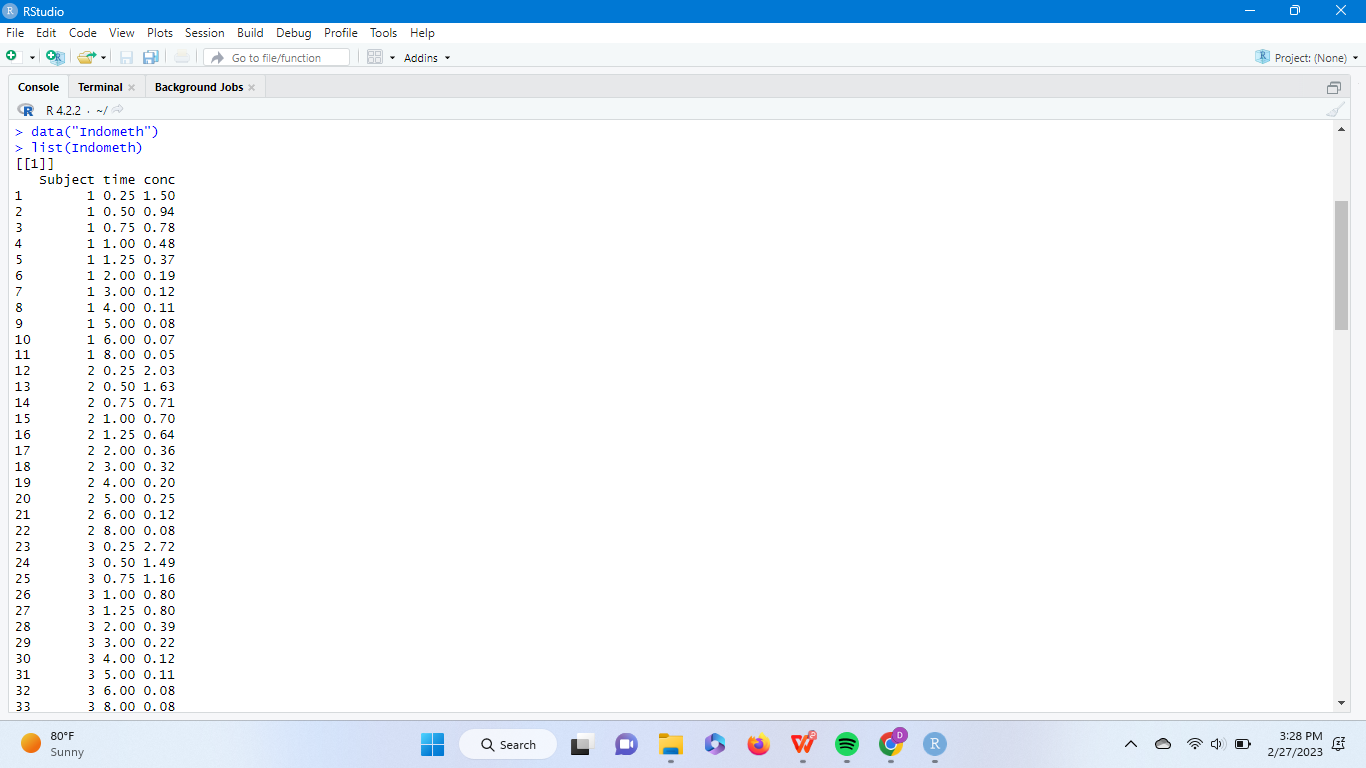 RStudio
File Edit Code View Plots Session Build Debug Profile Tools Help
Go to file/function Addins Project: (None)
Console Terminal Background Jobs
R 4.2.2 · ~/
> data("Indometh")
> list(Indometh)
[[1]]
   Subject time conc
1        1 0.25 1.50
2        1 0.50 0.94
3        1 0.75 0.78
4        1 1.00 0.48
5        1 1.25 0.37
6        1 2.00 0.19
7        1 3.00 0.12
8        1 4.00 0.11
9        1 5.00 0.08
10       1 6.00 0.07
11       1 8.00 0.05
12       2 0.25 2.03
13       2 0.50 1.63
14       2 0.75 0.71
15       2 1.00 0.70
16       2 1.25 0.64
17       2 2.00 0.36
18       2 3.00 0.32
19       2 4.00 0.20
20       2 5.00 0.25
21       2 6.00 0.12
22       2 8.00 0.08
23       3 0.25 2.72
24       3 0.50 1.49
25       3 0.75 1.16
26       3 1.00 0.80
27       3 1.25 0.80
28       3 2.00 0.39
29       3 3.00 0.22
30       3 4.00 0.12
31       3 5.00 0.11
32       3 6.00 0.08
33       3 8.00 0.08
80°F
Sunny
Search
3:28 PM
2/27/2023